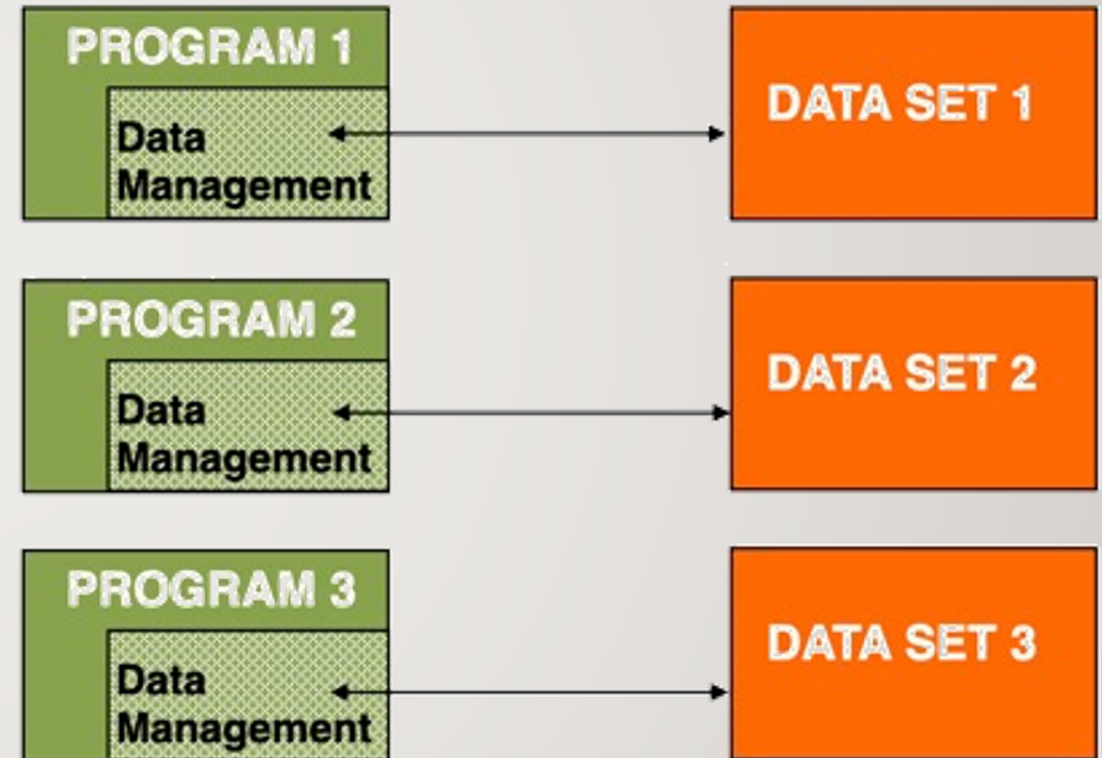 PROGRAM 1
Data
Management
DATA SET 1
PROGRAM 2
Data
Management
DATA SET 2
PROGRAM 3
Data
Management
DATA SET 3